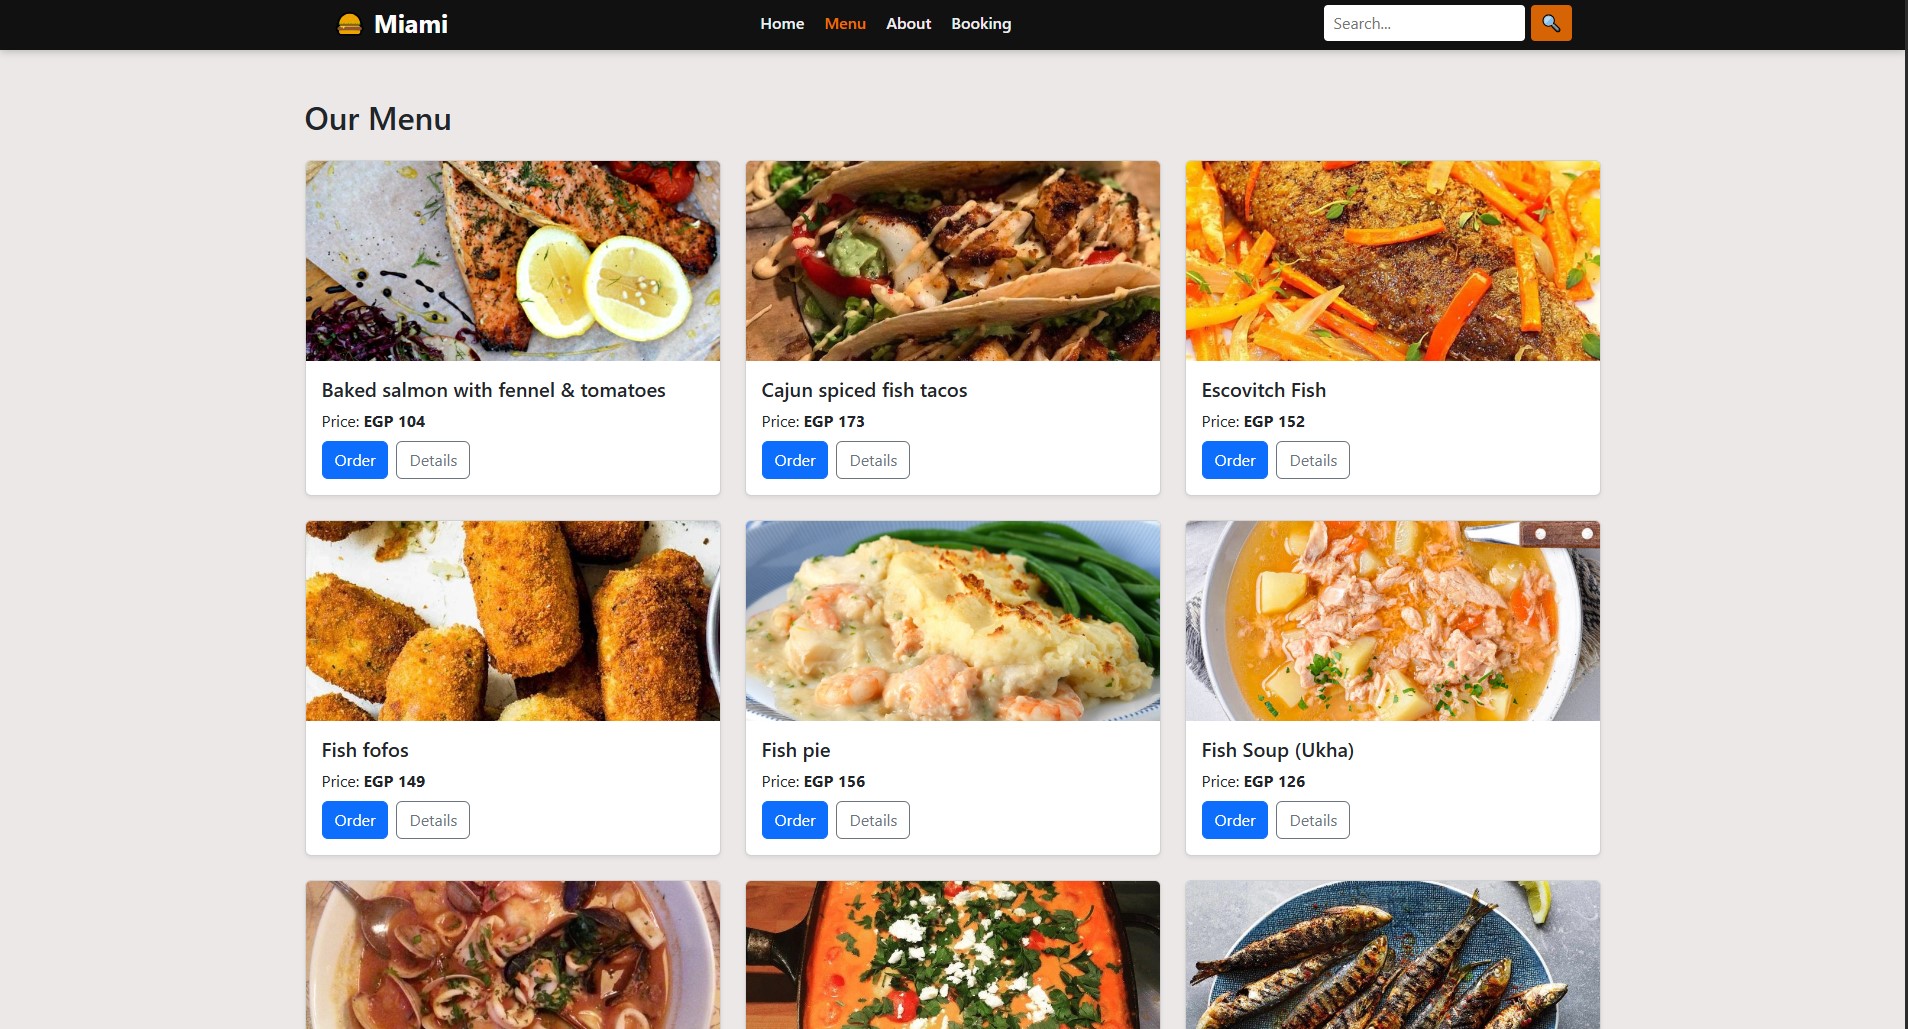 Miami
Home Menu About Booking
Search...
Our Menu
Baked salmon with fennel & tomatoes
Price: EGP 104
Order Details
Cajun spiced fish tacos
Price: EGP 173
Order Details
Escovitch Fish
Price: EGP 152
Order Details
Fish fofos
Price: EGP 149
Order Details
Fish pie
Price: EGP 156
Order Details
Fish Soup (Ukha)
Price: EGP 126
Order Details